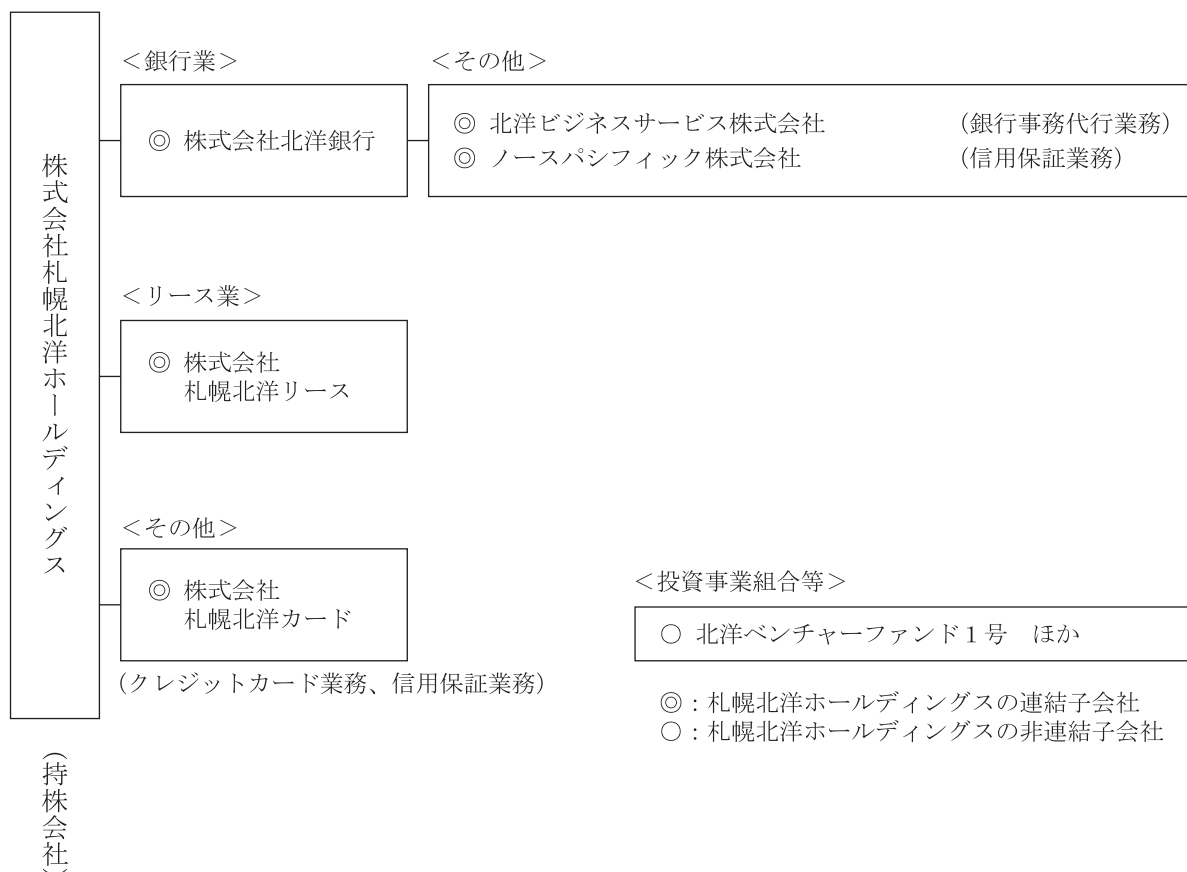 株式会社札幌北洋ホールディングス
（持株会社）
＜銀行業＞
◎ 株式会社北洋銀行
＜その他＞
◎ 北洋ビジネスサービス株式会社　（銀行事務代行業務）
◎ ノースパシフィック株式会社　（信用保証業務）
＜リース業＞
◎ 株式会社
札幌北洋リース
＜その他＞
◎ 株式会社
札幌北洋カード
（クレジットカード業務、信用保証業務）
＜投資事業組合等＞
○ 北洋ベンチャーファンド１号　ほか
◎：札幌北洋ホールディングスの連結子会社
○：札幌北洋ホールディングスの非連結子会社